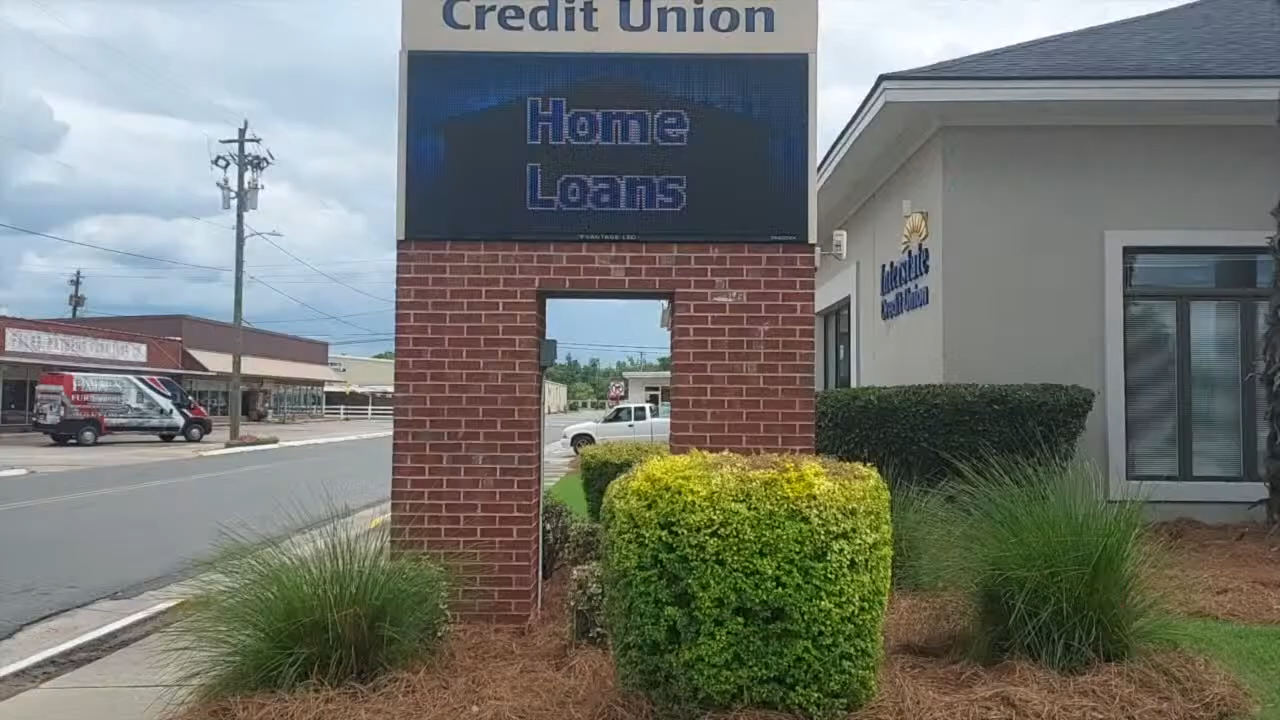 Credit Union
Home
Loans
Interstate
Credit Union